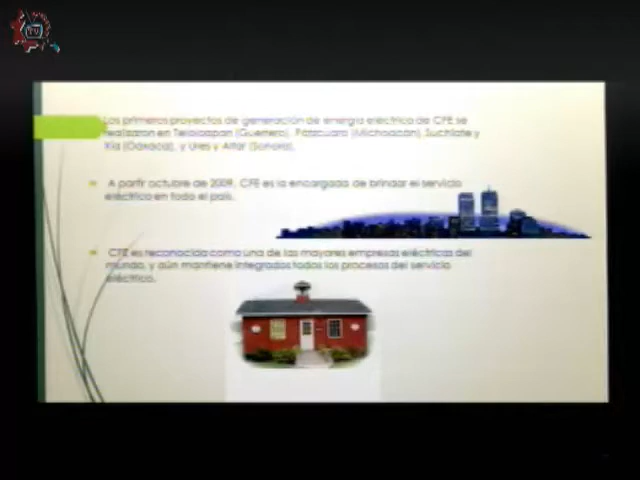 TV
Los primeros proyectos de generación de energía eléctrica de CFE se
realizaron en Teloloapan (Guerrero), Pátzcuaro (Michoacán), Suchiate y
Xía (Oaxaca), y Ures y Altar (Sonora).
A partir octubre de 2009, CFE es la encargada de brindar el servicio
eléctrico en todo el país.
CFE es reconocida como una de las mayores empresas eléctricas del
mundo, y aún mantiene integrados todos los procesos del servicio
eléctrico.